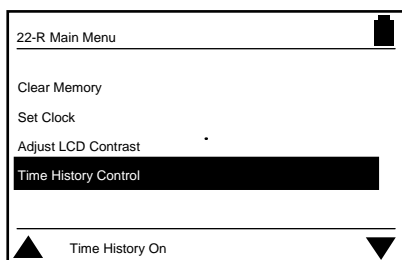 22-R Main Menu
Clear Memory
Set Clock
Adjust LCD Contrast
Time History Control
Time History On